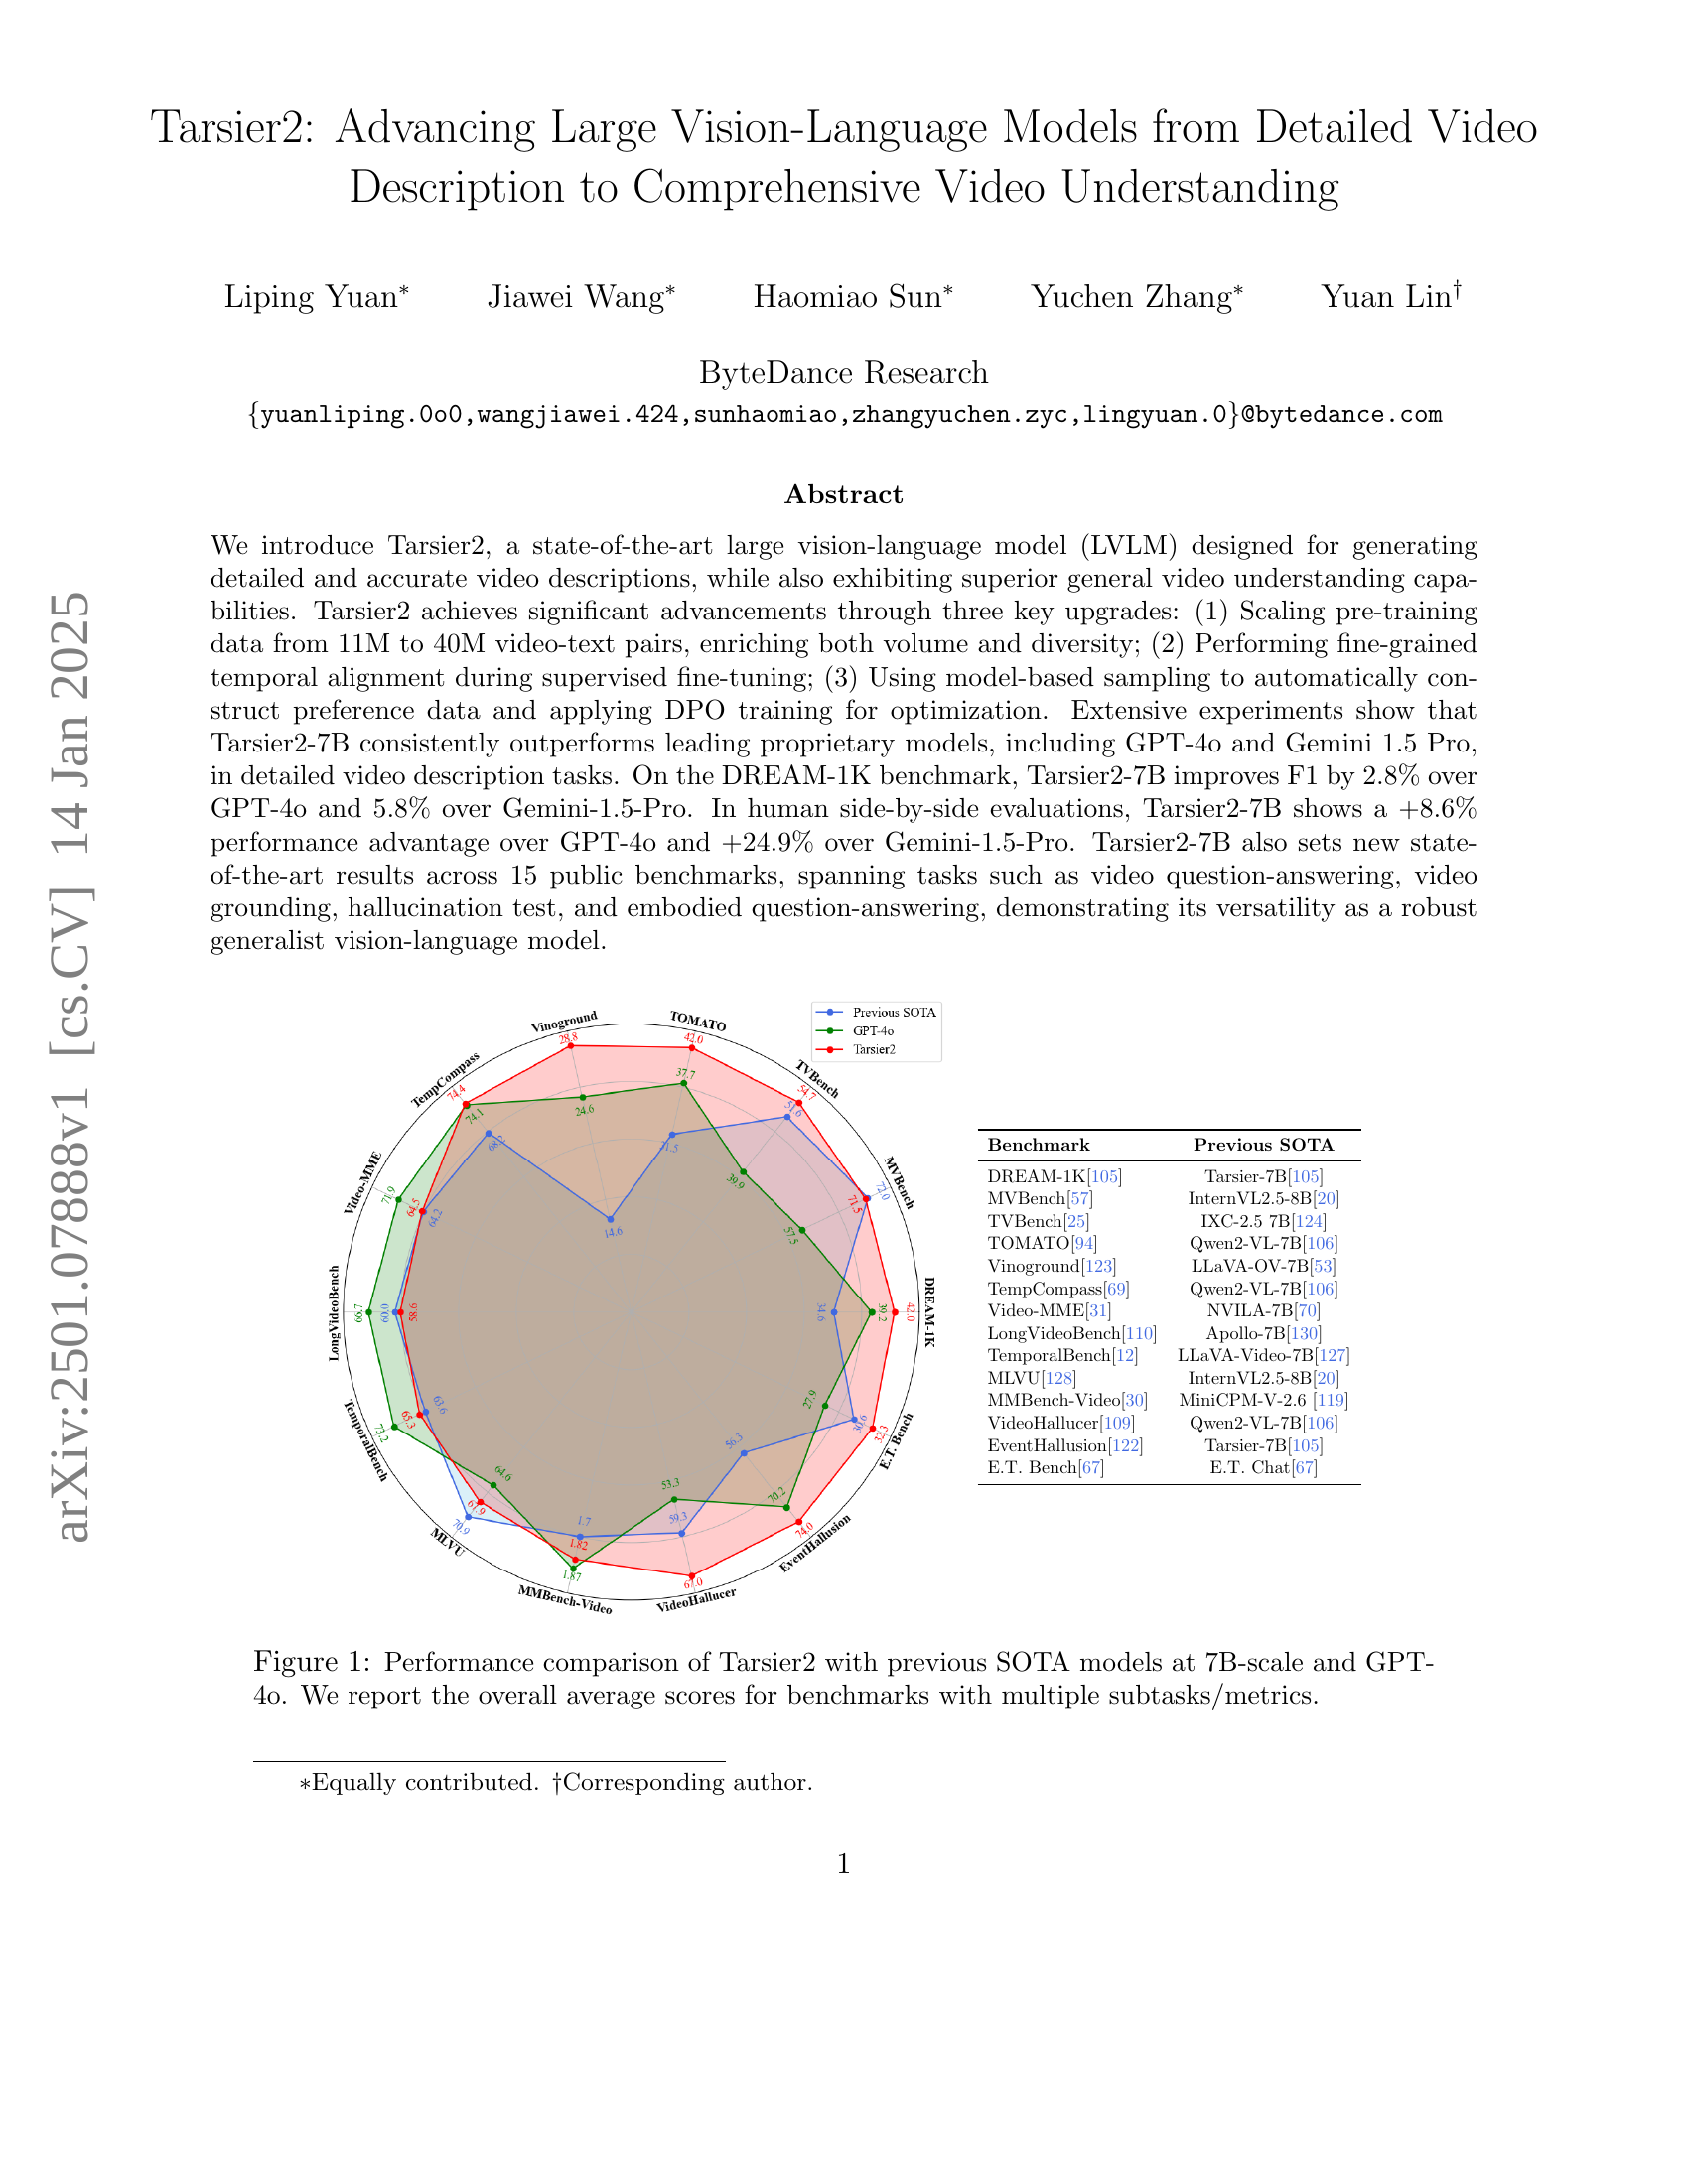 arXiv:2501.07888v1 [cs.CV] 14 Jan 2025
Tarsier2: Advancing Large Vision-Language Models from Detailed Video
Description to Comprehensive Video Understanding
Liping Yuan* Jiawei Wang* Haomiao Sun* Yuchen Zhang* Yuan Lin†
ByteDance Research
{yuanliping.0o0,wangjiawei.424,sunhaomiao,zhangyuchen.zyc,lingyuan.0}@bytedance.com
Abstract
We introduce Tarsier2, a state-of-the-art large vision-language model (LVLM) designed for generating
detailed and accurate video descriptions, while also exhibiting superior general video understanding capa-
bilities. Tarsier2 achieves significant advancements through three key upgrades: (1) Scaling pre-training
data from 11M to 40M video-text pairs, enriching both volume and diversity; (2) Performing fine-grained
temporal alignment during supervised fine-tuning; (3) Using model-based sampling to automatically con-
struct preference data and applying DPO training for optimization. Extensive experiments show that
Tarsier2-7B consistently outperforms leading proprietary models, including GPT-4o and Gemini 1.5 Pro,
in detailed video description tasks. On the DREAM-1K benchmark, Tarsier2-7B improves F1 by 2.8% over
GPT-4o and 5.8% over Gemini-1.5-Pro. In human side-by-side evaluations, Tarsier2-7B shows a +8.6%
performance advantage over GPT-4o and +24.9% over Gemini-1.5-Pro. Tarsier2-7B also sets new state-
of-the-art results across 15 public benchmarks, spanning tasks such as video question-answering, video
grounding, hallucination test, and embodied question-answering, demonstrating its versatility as a robust
generalist vision-language model.
Previous SOTA
GPT-4o
Tarsier2
DREAM-1K
34.6
39.2
42.0
MVBench
72.0
57.5
71.5
TVBench
51.6
39.9
54.7
TOMATO
37.7
42.0
Vinoground
14.6
24.6
28.8
TempCompass
74.1
74.4
Video-MME
64.2
71.9
64.5
LongVideoBench
60.0
66.7
58.6
TemporalBench
63.6
73.2
65.3
MLVU
70.9
64.6
67.9
MMBench-Video
1.7
1.87
1.82
VideoHallucer
59.3
53.3
67.0
EventHallusion
56.3
70.2
74.0
E.T. Bench
30.6
27.9
32.3
Benchmark Previous SOTA
DREAM-1K[105] Tarsier-7B[105]
MVBench[57] InternVL2.5-8B[20]
TVBench[25] IXC-2.5 7B[124]
TOMATO[94] Qwen2-VL-7B[106]
Vinoground[123] LLaVA-OV-7B[53]
TempCompass[69] Qwen2-VL-7B[106]
Video-MME[31] NVILA-7B[70]
LongVideoBench[110] Apollo-7B[130]
TemporalBench[12] LLaVA-Video-7B[127]
MLVU[128] InternVL2.5-8B[20]
MMBench-Video[30] MiniCPM-V-2.6 [119]
VideoHallucer[109] Qwen2-VL-7B[106]
EventHallusion[122] Tarsier-7B[105]
E.T. Bench[67] E.T. Chat[67]
Figure 1: Performance comparison of Tarsier2 with previous SOTA models at 7B-scale and GPT-
4o. We report the overall average scores for benchmarks with multiple subtasks/metrics.
*Equally contributed. †Corresponding author.
1